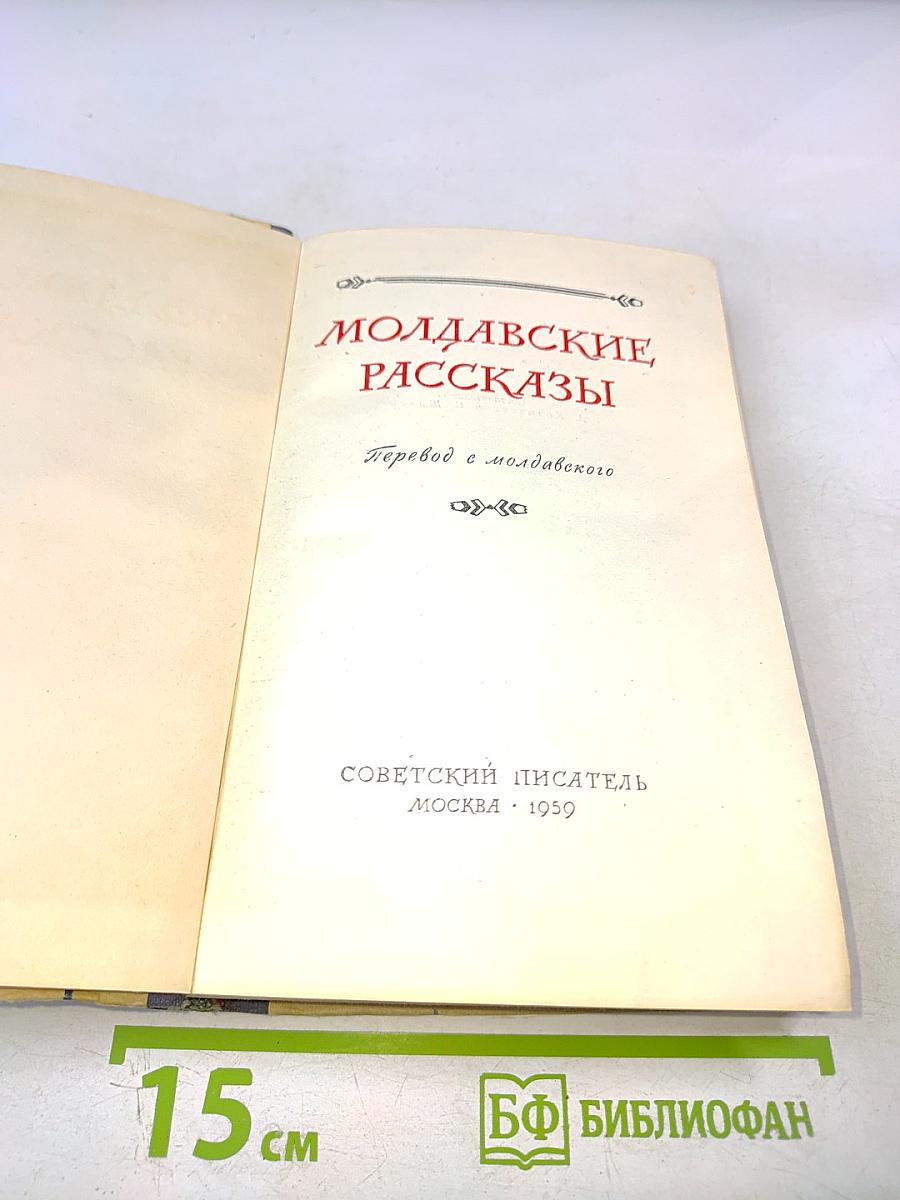 МОЛДАВСКИЕ
РАССКАЗЫ
Перевод с молдавского
СОВЕТСКИЙ ПИСАТЕЛЬ
МОСКВА · 1959
15 см
БФ БИБЛИОФАН